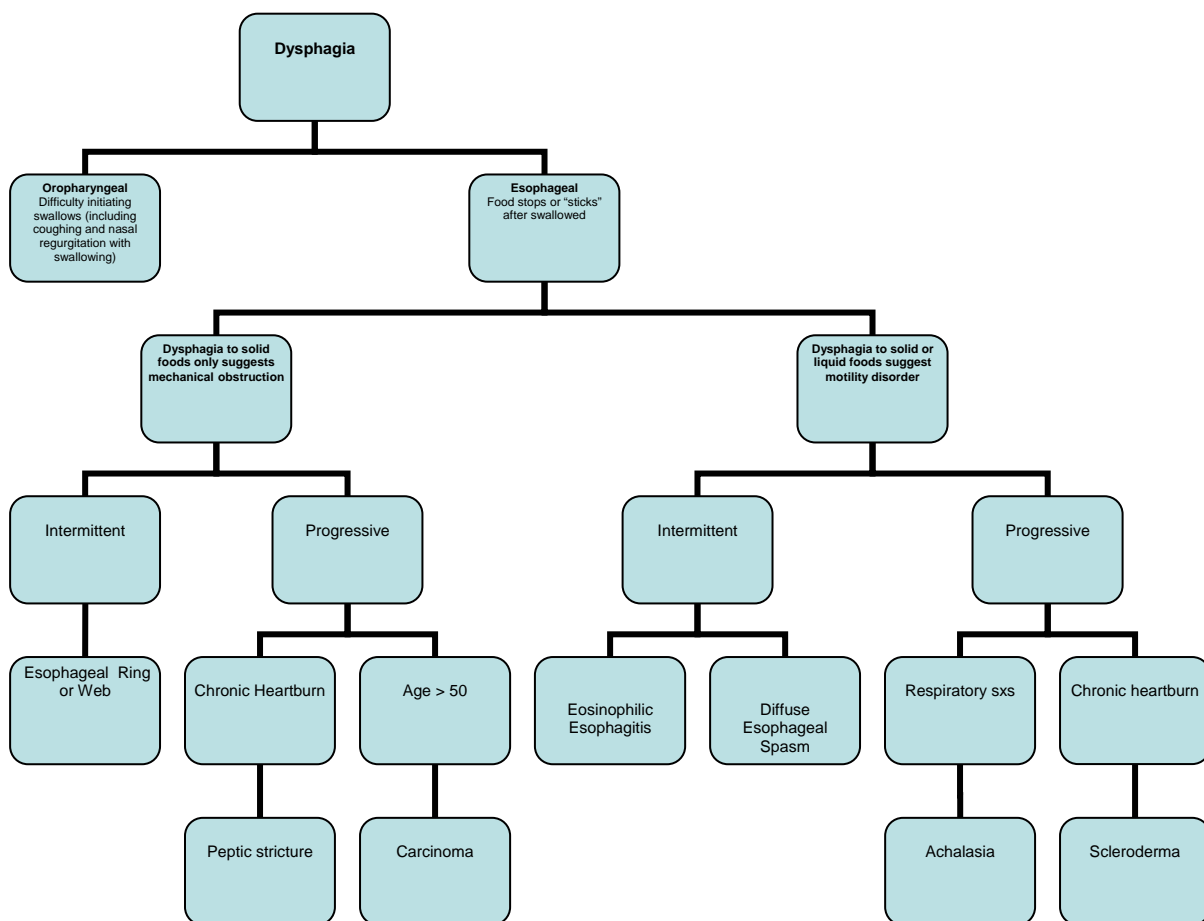 Dysphagia
Oropharyngeal
Difficulty initiating
swallows (including
coughing and nasal
regurgitation with
swallowing)
Esophageal
Food stops or “sticks”
after swallowed
Dysphagia to solid
foods only suggests
mechanical obstruction
Dysphagia to solid or
liquid foods suggest
motility disorder
Intermittent
Progressive
Intermittent
Progressive
Esophageal Ring
or Web
Chronic Heartburn
Age > 50
Eosinophilic
Esophagitis
Diffuse
Esophageal
Spasm
Respiratory sxs
Chronic heartburn
Peptic stricture
Carcinoma
Achalasia
Scleroderma